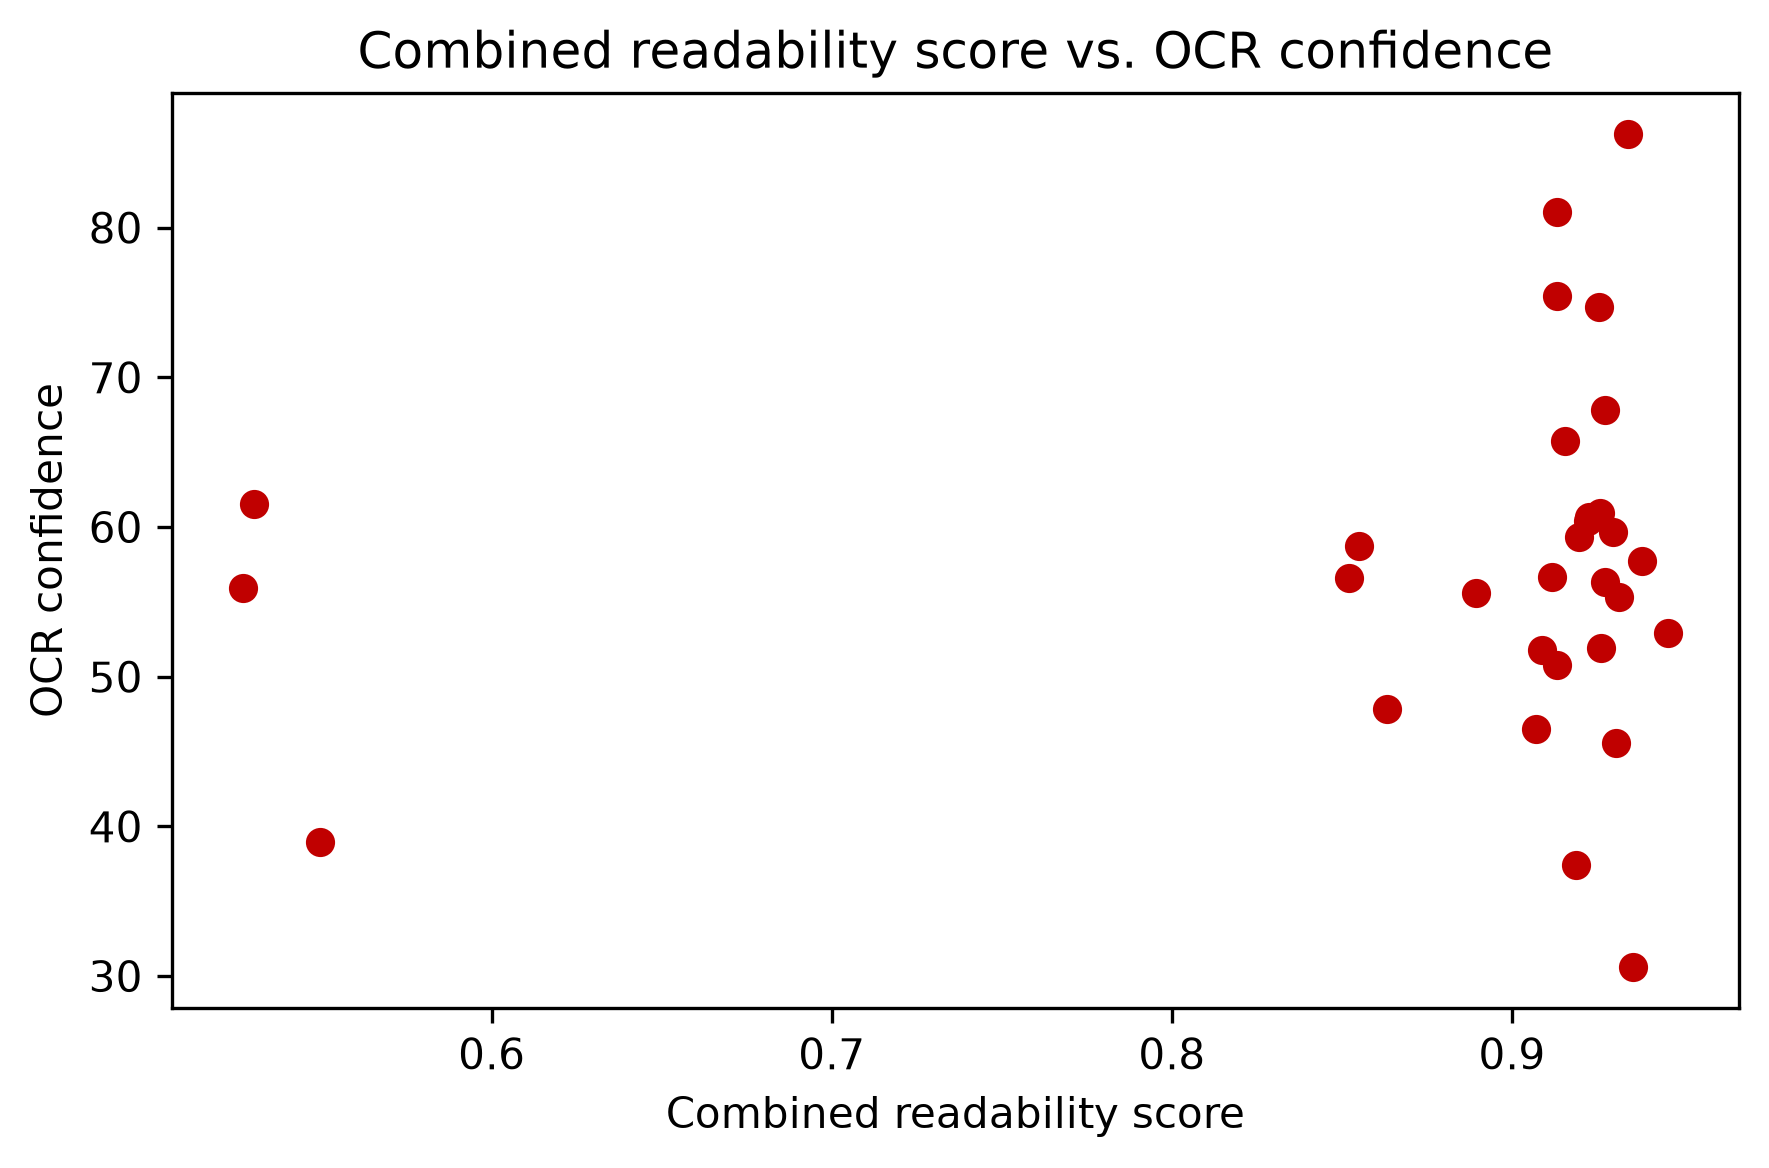 Combined readability score vs. OCR confidence
80
70
60
50
40
30
OCR confidence
0.6 0.7 0.8 0.9
Combined readability score